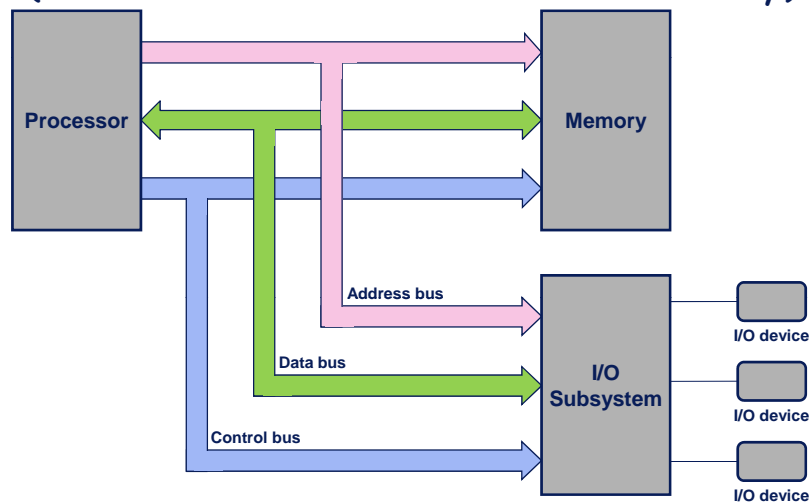 Processor
Memory
Address bus
I/O device
Data bus
I/O
Subsystem
I/O device
Control bus
I/O device